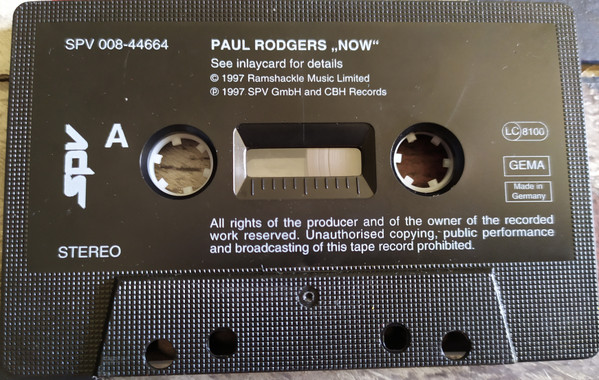 SPV 008-44664
PAUL RODGERS „NOW“
See inlaycard for details
© 1997 Ramshackle Music Limited
℗ 1997 SPV GmbH and CBH Records
LC 8100
spv
A
GEMA
Made in
Germany
All rights of the producer and of the owner of the recorded
work reserved. Unauthorised copying, public performance
and broadcasting of this tape record prohibited.
STEREO